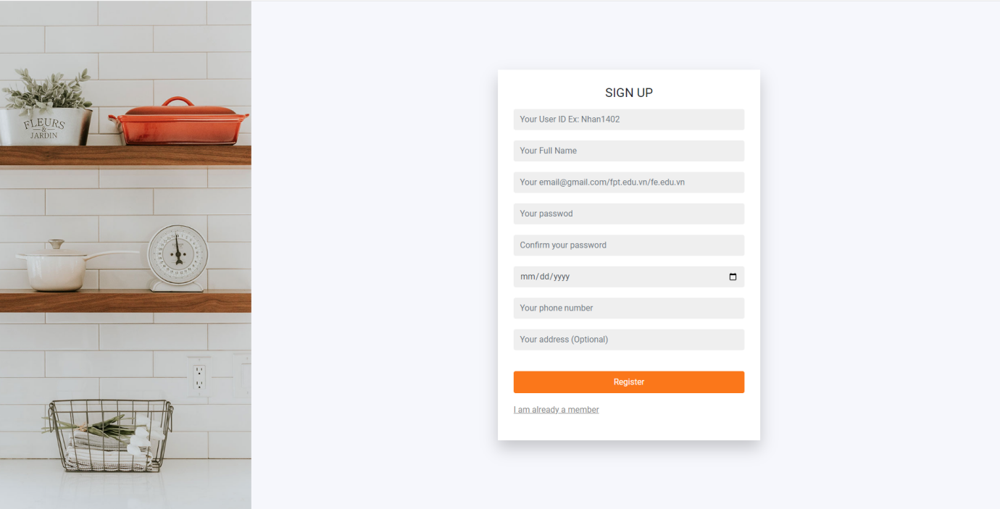 FLEURS
&
JARDIN
SIGN UP
Your User ID Ex: Nhan1402
Your Full Name
Your email@gmail.com/fpt.edu.vn/fe.edu.vn
Your passwod
Confirm your password
mm/dd/yyyy
Your phone number
Your address (Optional)
Register
I am already a member